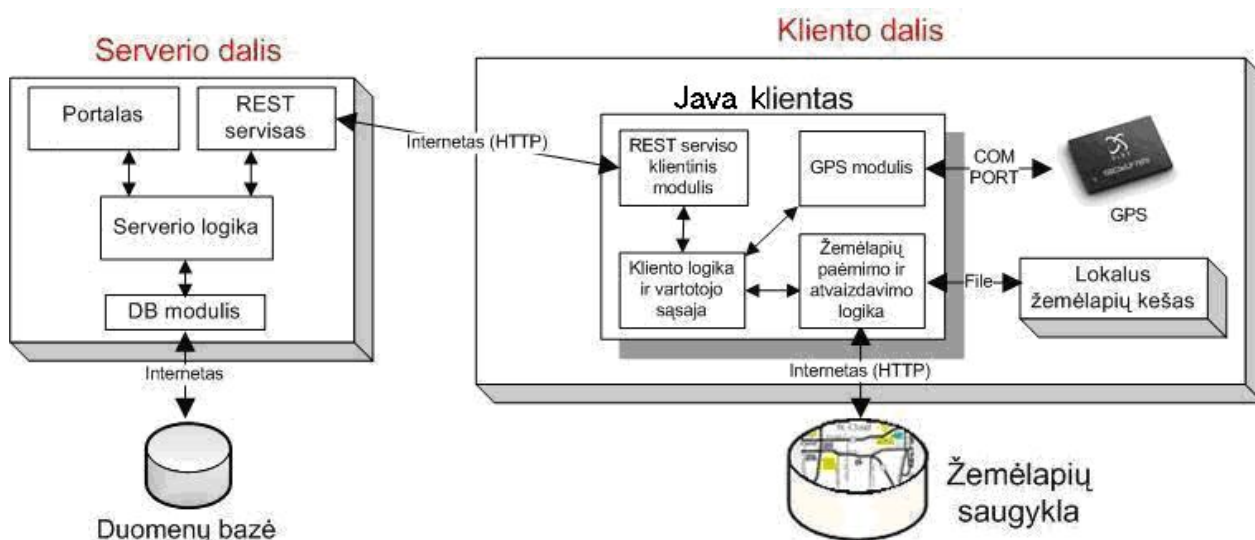 Serverio dalis
Portalas
REST
servisas
Serverio logika
DB modulis
Internetas
Duomenų bazė
Internetas (HTTP)
Kliento dalis
Java klientas
REST serviso
klientinis
modulis
GPS modulis
Kliento logika
ir vartotojo
sąsaja
Žemėlapių
paėmimo ir
atvaizdavimo
logika
COM
PORT
GPS
File
Lokalus
žemėlapių kešas
Internetas (HTTP)
Žemėlapių
saugykla